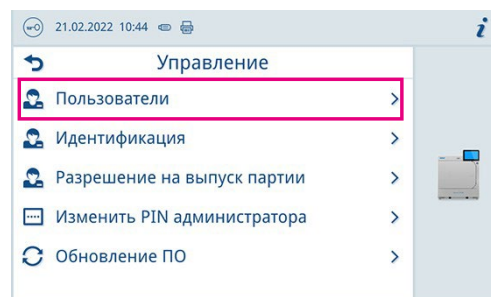 21.02.2022 10:44
Управление
Пользователи
Идентификация
Разрешение на выпуск партии
Изменить PIN администратора
Обновление ПО